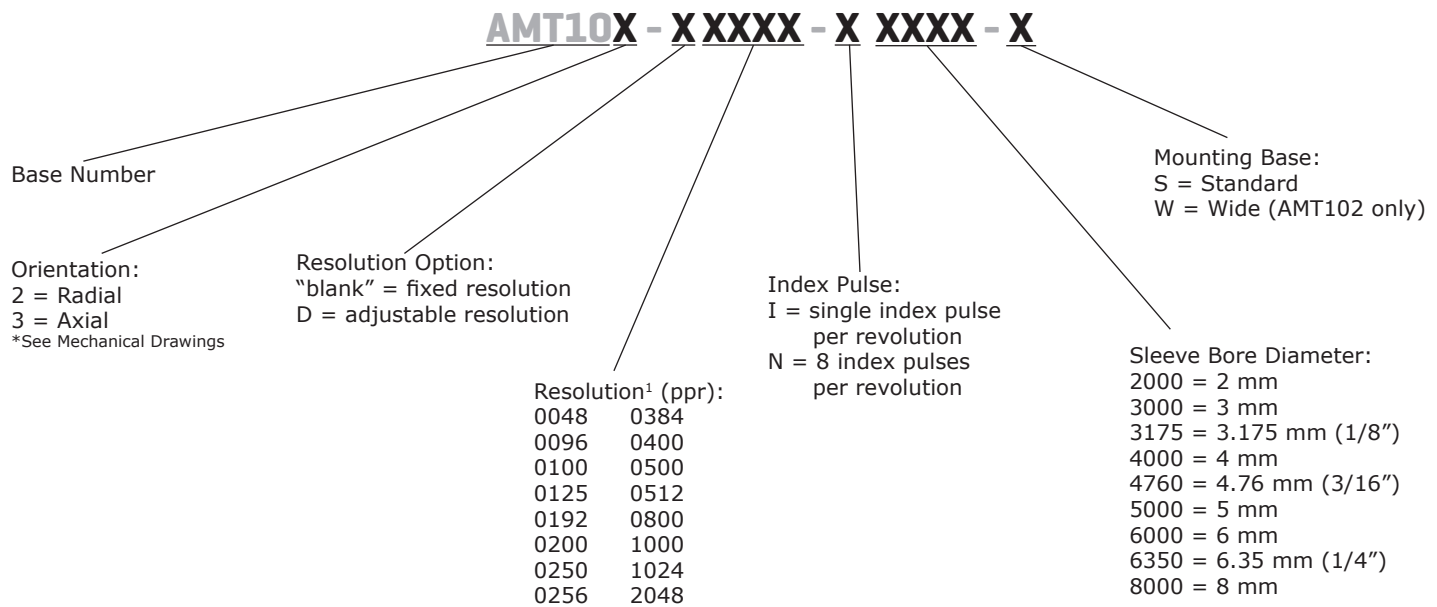 AMT10X - X XXXX - X XXXX - X
Base Number
Orientation:
2 = Radial
3 = Axial
*See Mechanical Drawings
Resolution Option:
"blank" = fixed resolution
D = adjustable resolution
Resolution¹ (ppr):
0048 0384
0096 0400
0100 0500
0125 0512
0192 0800
0200 1000
0250 1024
0256 2048
Index Pulse:
I = single index pulse
per revolution
N = 8 index pulses
per revolution
Sleeve Bore Diameter:
2000 = 2 mm
3000 = 3 mm
3175 = 3.175 mm (1/8″)
4000 = 4 mm
4760 = 4.76 mm (3/16″)
5000 = 5 mm
6000 = 6 mm
6350 = 6.35 mm (1/4″)
8000 = 8 mm
Mounting Base:
S = Standard
W = Wide (AMT102 only)